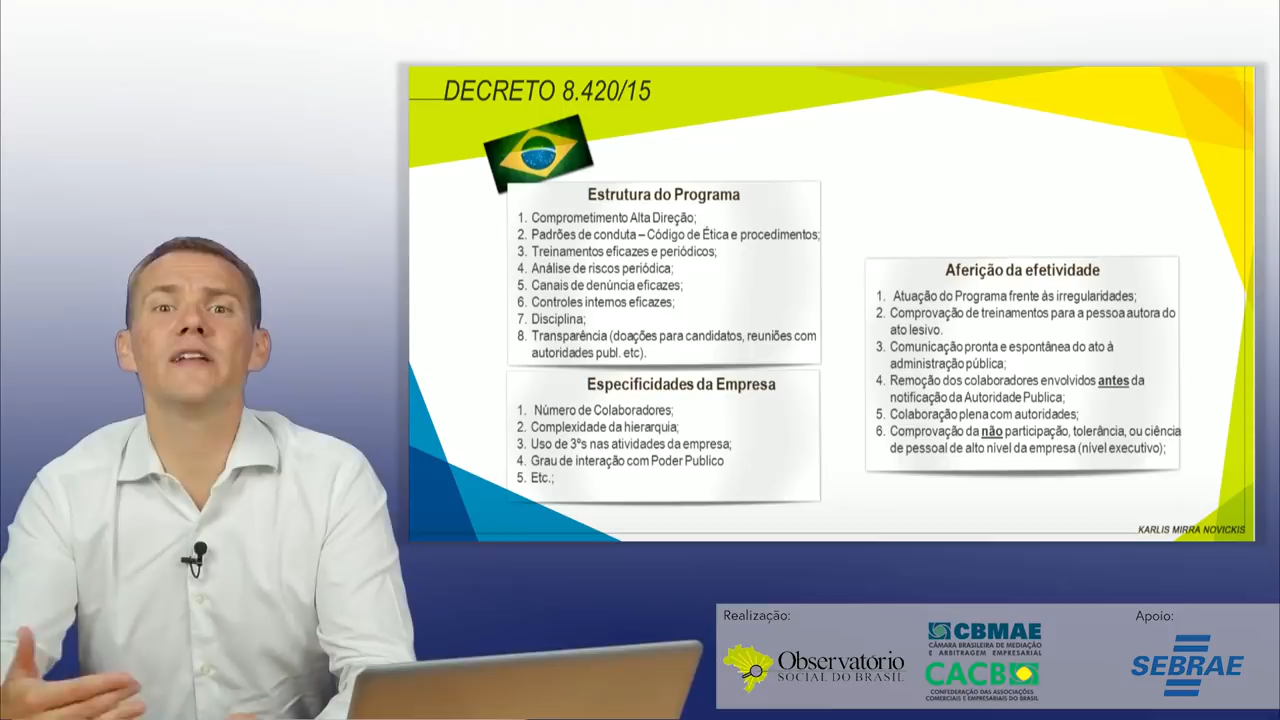 DECRETO 8.420/15
Estrutura do Programa
1. Comprometimento Alta Direção;
2. Padrões de conduta – Código de Ética e procedimentos;
3. Treinamentos eficazes e periódicos;
4. Análise de riscos periódica;
5. Canais de denúncia eficazes;
6. Controles internos eficazes;
7. Disciplina;
8. Transparência (doações para candidatos, reuniões com
autoridades publ. etc).
Especificidades da Empresa
1. Número de Colaboradores;
2. Complexidade da hierarquia;
3. Uso de 3ºs nas atividades da empresa;
4. Grau de interação com Poder Publico
5. Etc.;
Aferição da efetividade
1. Atuação do Programa frente às irregularidades;
2. Comprovação de treinamentos para a pessoa autora do
ato lesivo.
3. Comunicação pronta e espontânea do ato à
administração pública;
4. Remoção dos colaboradores envolvidos antes da
notificação da Autoridade Publica;
5. Colaboração plena com autoridades;
6. Comprovação da não participação, tolerância, ou ciência
de pessoal de alto nível da empresa (nível executivo);
KARLIS MIRRA NOVICKIS
Realização:
Observatório
SOCIAL DO BRASIL
CBMAE
CÂMARA BRASILEIRA DE MEDIAÇÃO
E ARBITRAGEM EMPRESARIAL
CACB
CONFEDERAÇÃO DAS ASSOCIAÇÕES
COMERCIAIS E EMPRESARIAIS DO BRASIL
Apoio:
SEBRAE